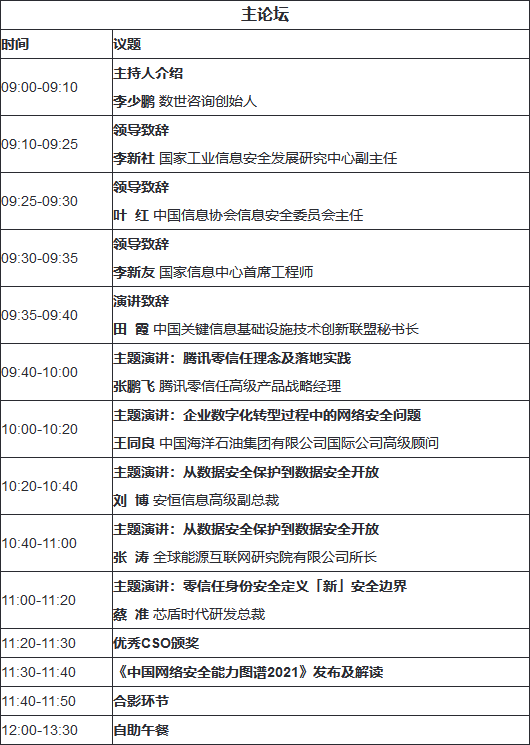 主论坛
时间 议题
09:00-09:10 主持人介绍
李少鹏 数世咨询创始人
09:10-09:25 领导致辞
李新社 国家工业信息安全发展研究中心副主任
09:25-09:30 领导致辞
叶 红 中国信息协会信息安全委员会主任
09:30-09:35 领导致辞
李新友 国家信息中心首席工程师
09:35-09:40 演讲致辞
田 霞 中国关键信息基础设施技术创新联盟秘书长
09:40-10:00 主题演讲：腾讯零信任理念及落地实践
张鹏飞 腾讯零信任高级产品战略经理
10:00-10:20 主题演讲：企业数字化转型过程中的网络安全问题
王同良 中国海洋石油集团有限公司国际公司高级顾问
10:20-10:40 主题演讲：从数据安全保护到数据安全开放
刘 博 安恒信息高级副总裁
10:40-11:00 主题演讲：从数据安全保护到数据安全开放
张 涛 全球能源互联网研究院有限公司所长
11:00-11:20 主题演讲：零信任身份安全定义「新」安全边界
蔡 准 芯盾时代研发总裁
11:20-11:30 优秀CSO颁奖
11:30-11:40 《中国网络安全能力图谱2021》发布及解读
11:40-11:50 合影环节
12:00-13:30 自助午餐